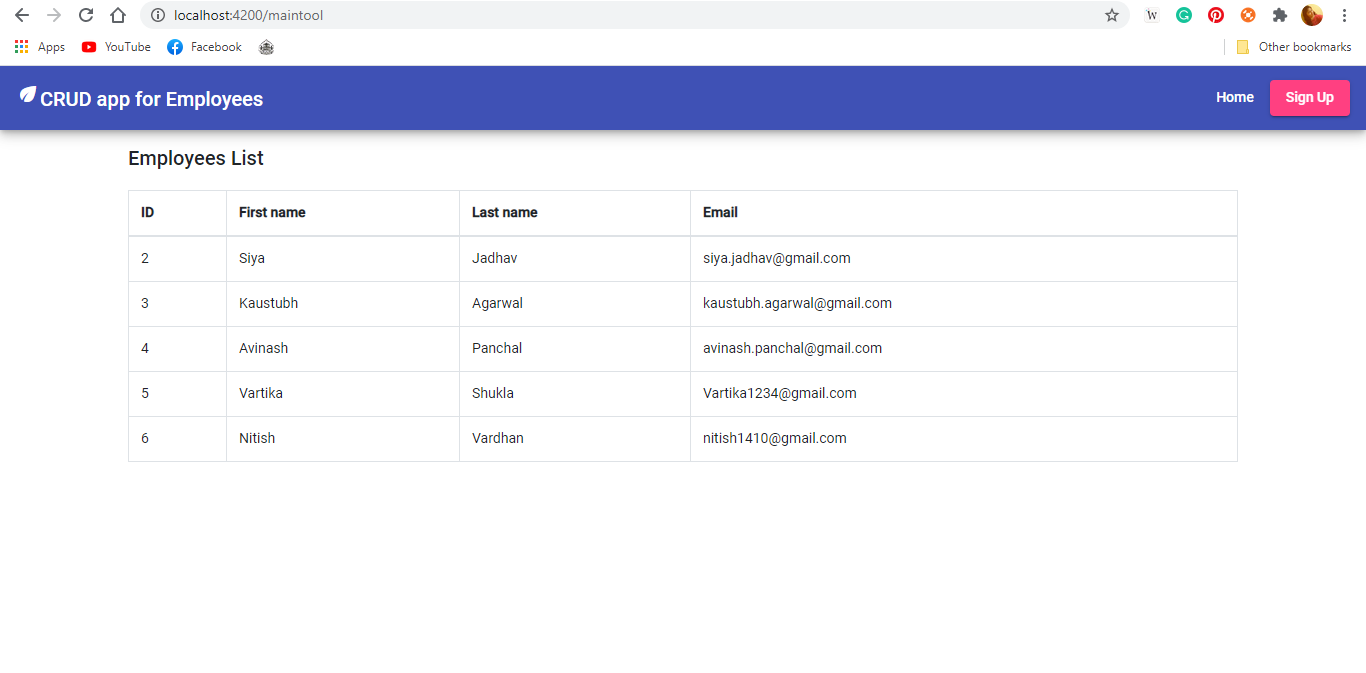 localhost:4200/maintool
W G
Apps YouTube Facebook Other bookmarks
CRUD app for Employees Home Sign Up
Employees List
ID First name Last name Email
2 Siya Jadhav siya.jadhav@gmail.com
3 Kaustubh Agarwal kaustubh.agarwal@gmail.com
4 Avinash Panchal avinash.panchal@gmail.com
5 Vartika Shukla Vartika1234@gmail.com
6 Nitish Vardhan nitish1410@gmail.com